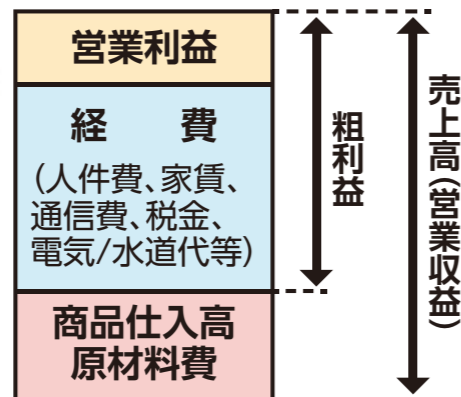 営業利益
経　費
(人件費、家賃、
通信費、税金、
電気/水道代等)
商品仕入高
原材料費
粗利益
売上高(営業収益)